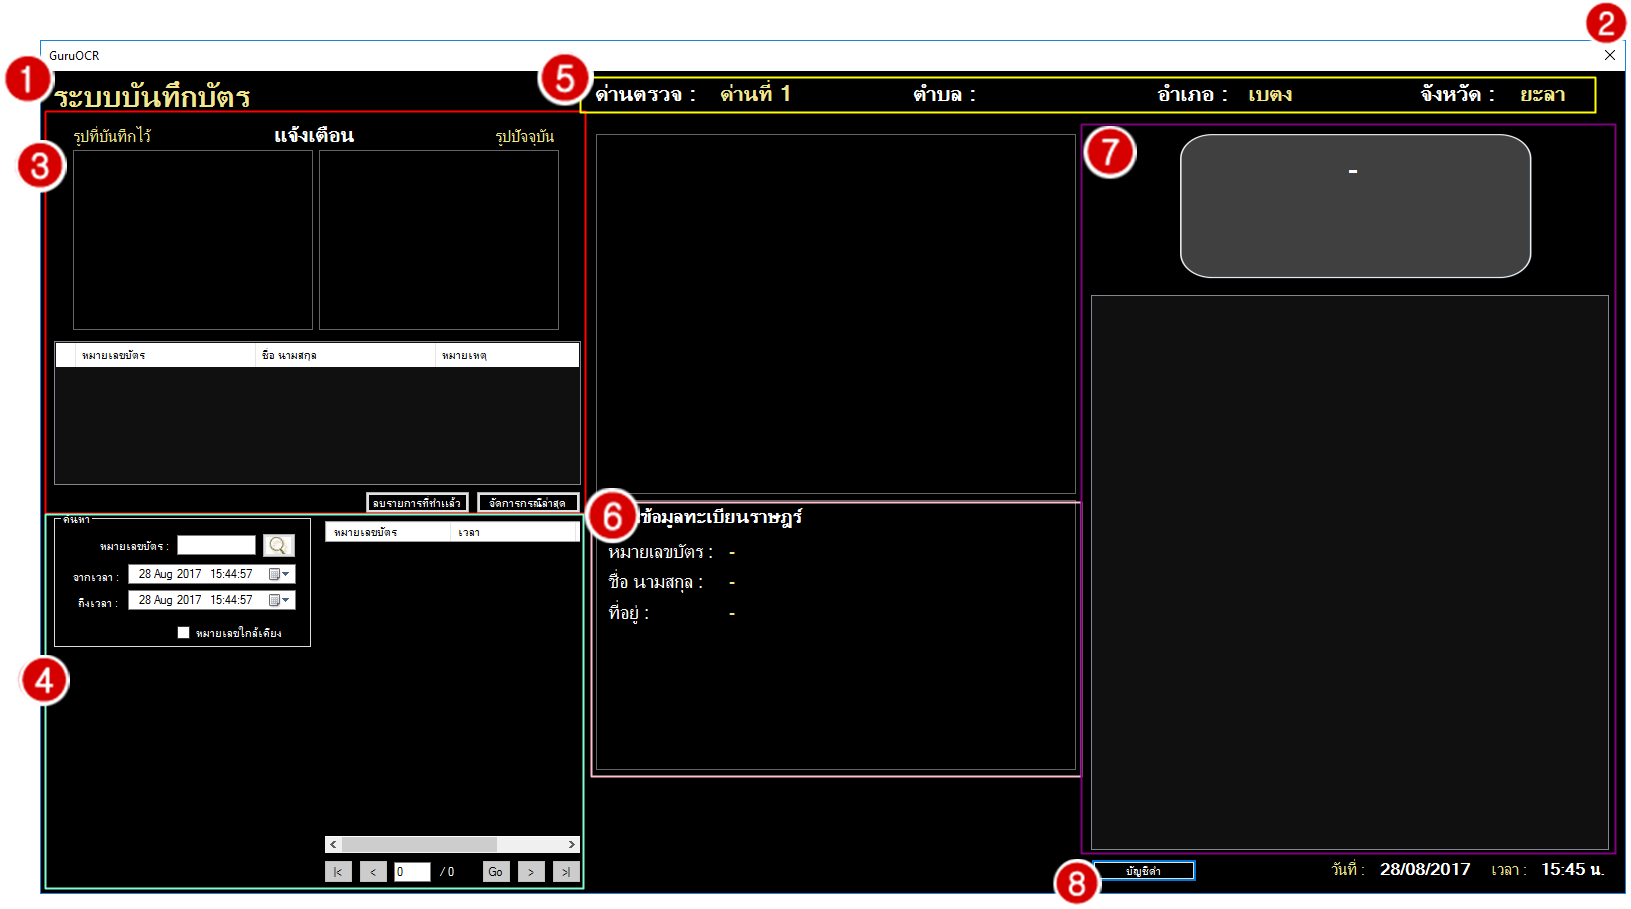 2
GuruOCR
1
ระบบบันทึกบัตร
5
ด่านตรวจ : ด่านที่ 1 ตำบล : อำเภอ : เบตง จังหวัด : ยะลา
3
รูปที่บันทึกไว้ แจ้งเตือน รูปปัจจุบัน
7
-
หมายเลขบัตร ชื่อ นามสกุล หมายเหตุ
ลบรายการที่ทำแล้ว จัดการกรณีล่าสุด
4
ค้นหา
หมายเลขบัตร :
จากเวลา : 28 Aug 2017 15:44:57
ถึงเวลา : 28 Aug 2017 15:44:57
หมายเลขใกล้เคียง
หมายเลขบัตร เวลา
< >
|< < 0 / 0 Go > >|
6
ข้อมูลทะเบียนราษฎร์
หมายเลขบัตร : -
ชื่อ นามสกุล : -
ที่อยู่ : -
8
บัญชีดำ
วันที่ : 28/08/2017 เวลา : 15:45 น.